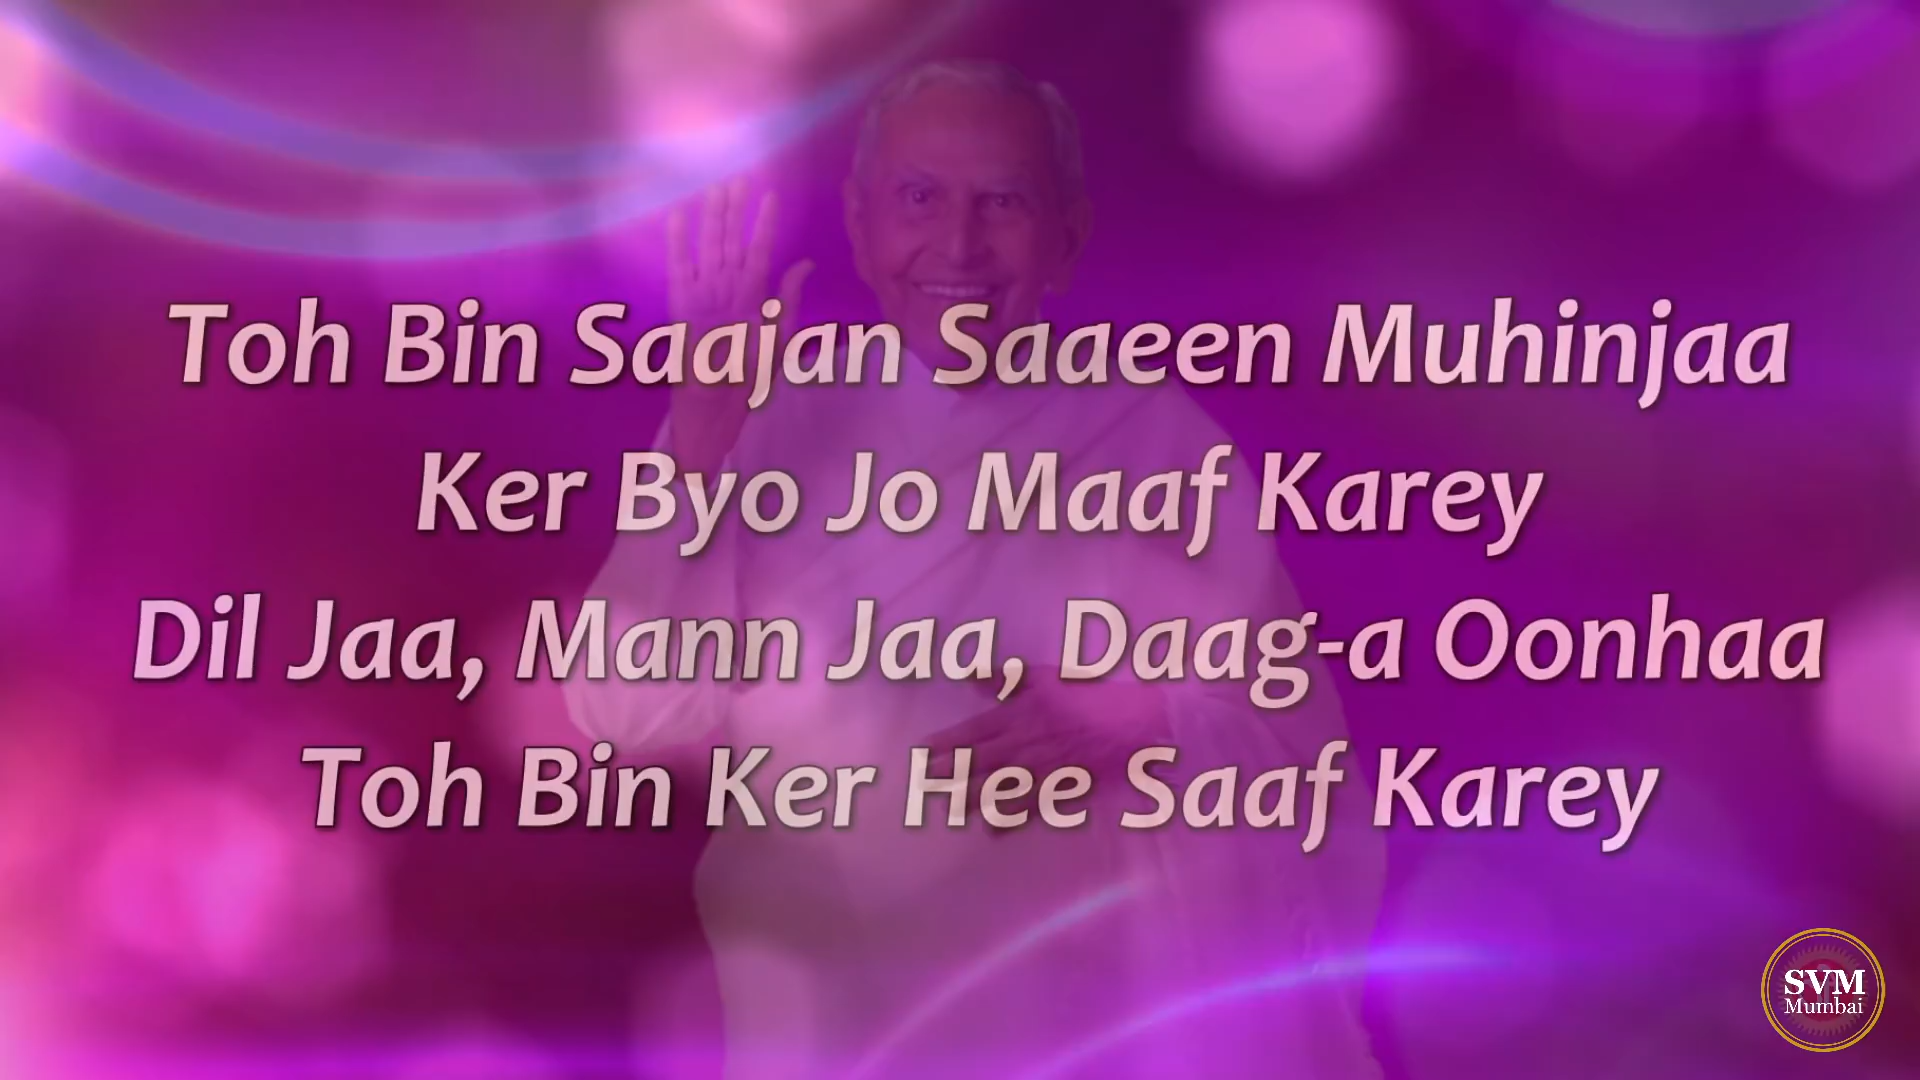 Toh Bin Saajan Saaeen Muhinjaa
Ker Byo Jo Maaf Karey
Dil Jaa, Mann Jaa, Daag-a Oonhaa
Toh Bin Ker Hee Saaf Karey
SVM
Mumbai